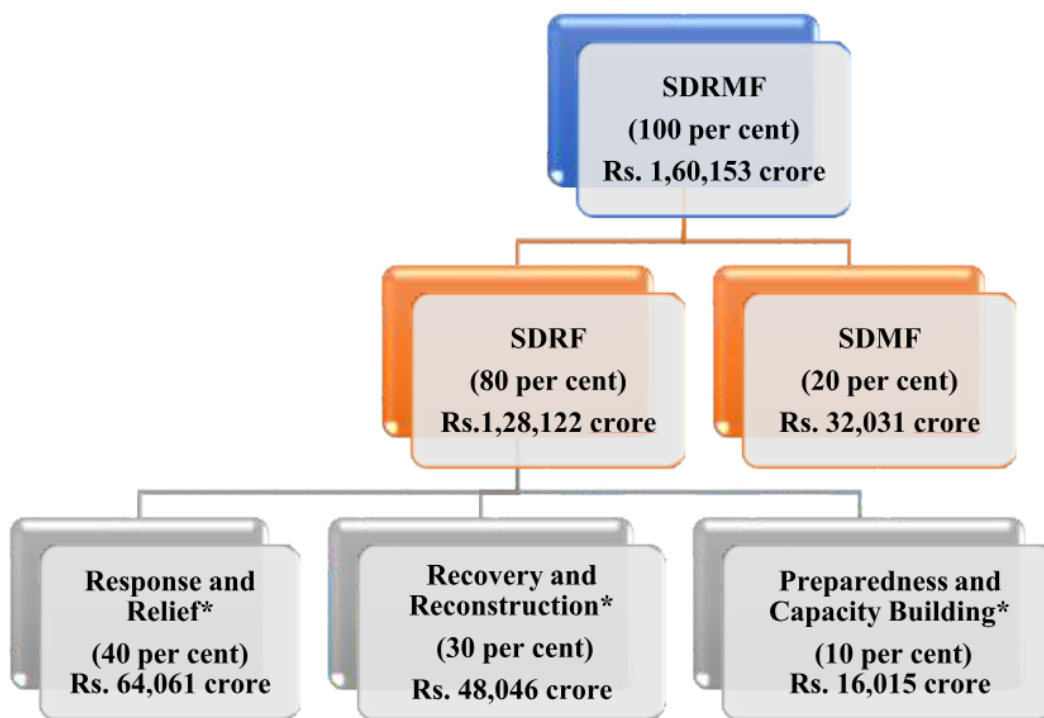 SDRMF
(100 per cent)
Rs. 1,60,153 crore
SDRF
(80 per cent)
Rs.1,28,122 crore
SDMF
(20 per cent)
Rs. 32,031 crore
Response and
Relief*
(40 per cent)
Rs. 64,061 crore
Recovery and
Reconstruction*
(30 per cent)
Rs. 48,046 crore
Preparedness and
Capacity Building*
(10 per cent)
Rs. 16,015 crore